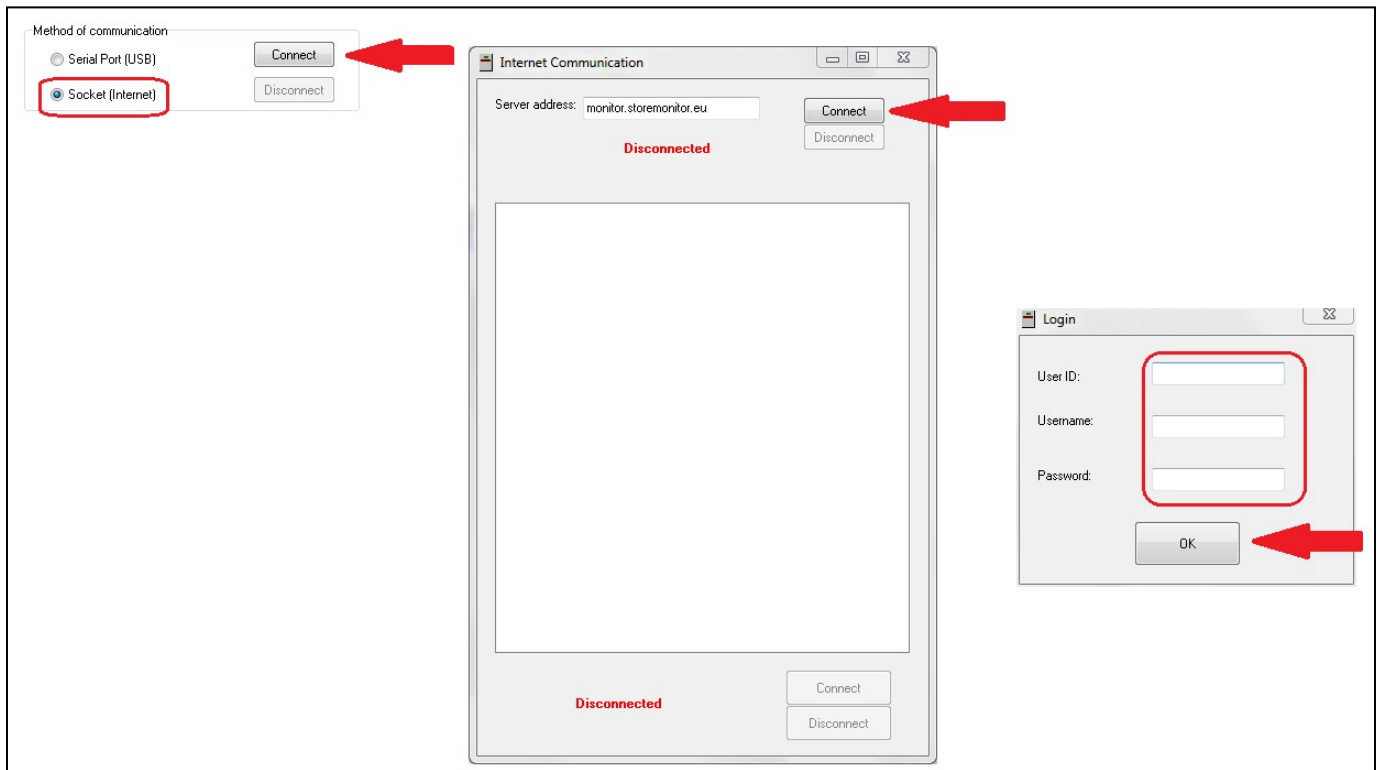 Method of communication
Serial Port (USB)
Connect
Socket (Internet)
Disconnect
Internet Communication
Server address: monitor.storemonitor.eu
Connect
Disconnected
Disconnect
Connect
Disconnected
Disconnect
Login
User ID:
Username:
Password:
OK